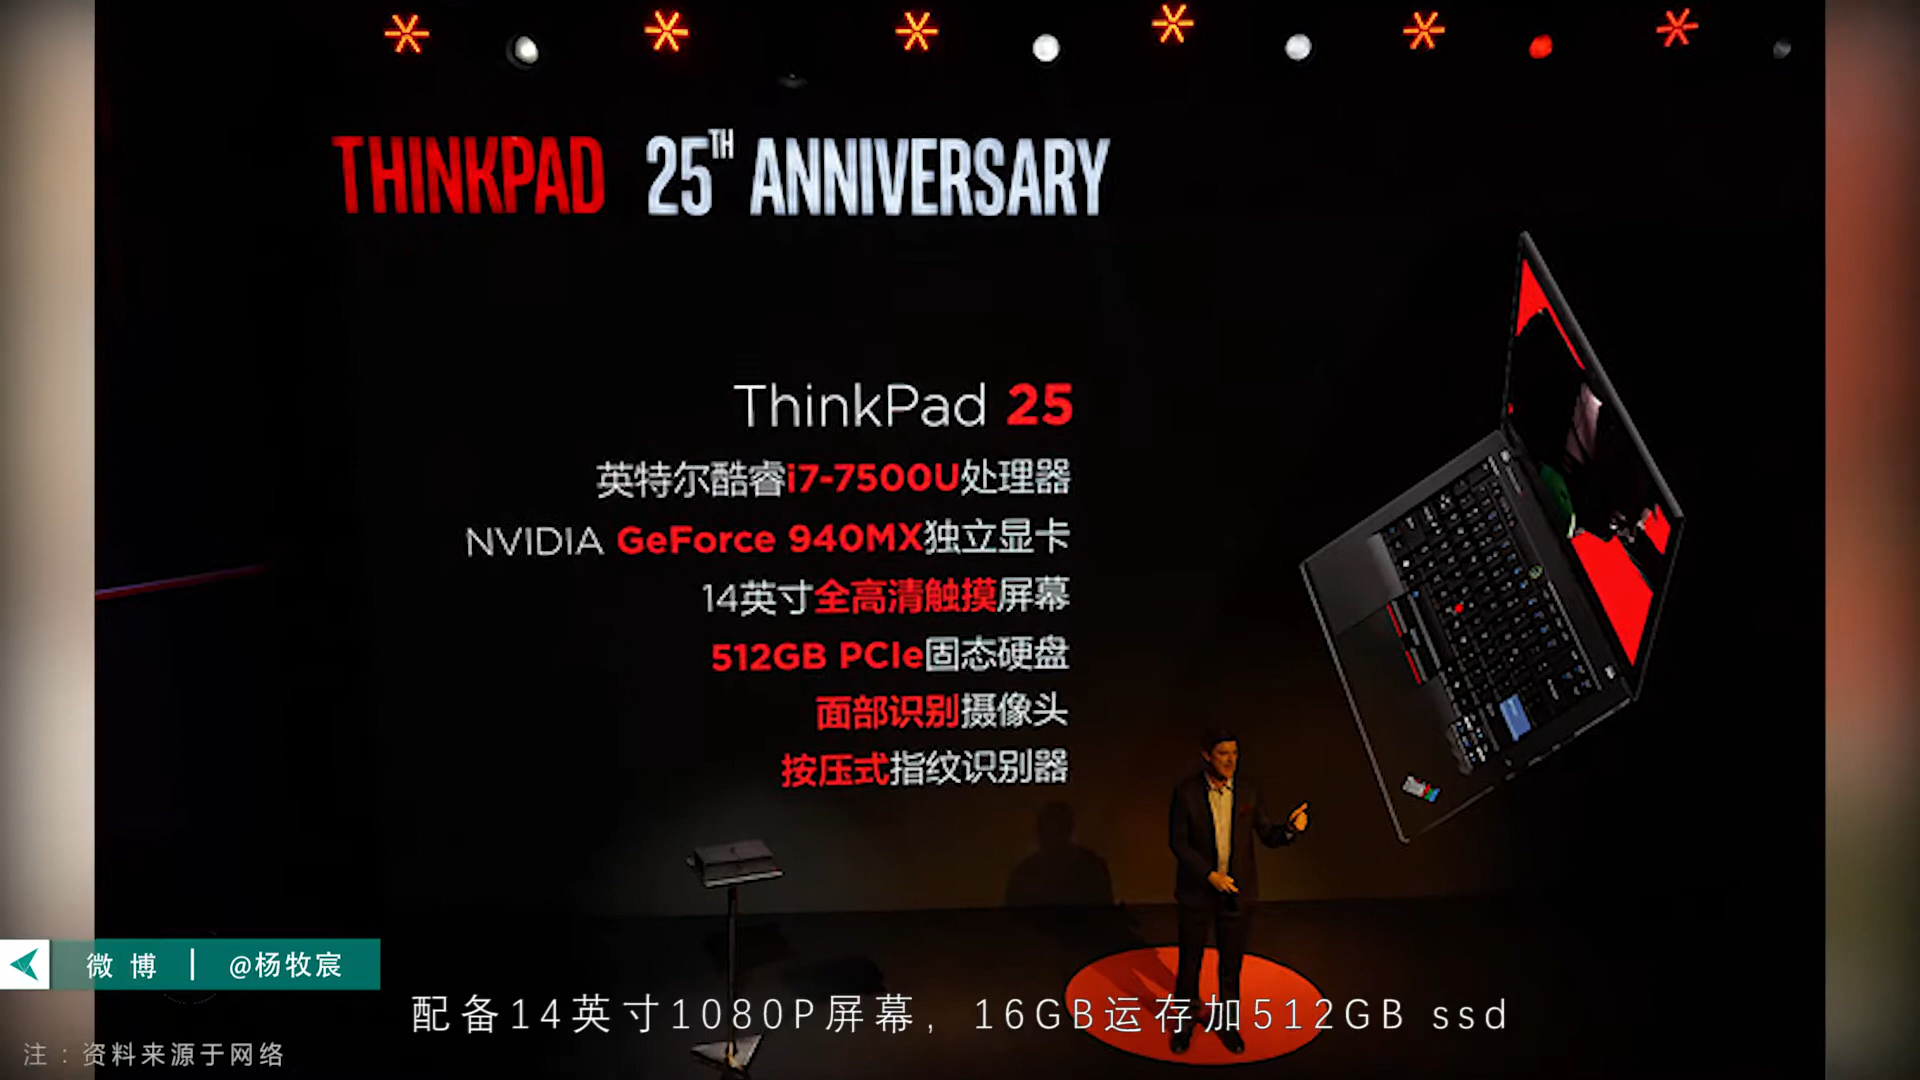 THINKPAD 25TH ANNIVERSARY
ThinkPad 25
英特尔酷睿i7-7500U处理器
NVIDIA GeForce 940MX独立显卡
14英寸全高清触摸屏幕
512GB PCIe固态硬盘
面部识别摄像头
按压式指纹识别器
微博 | @杨牧宸
配备14英寸1080P屏幕，16GB运存加512GB ssd
注：资料来源于网络